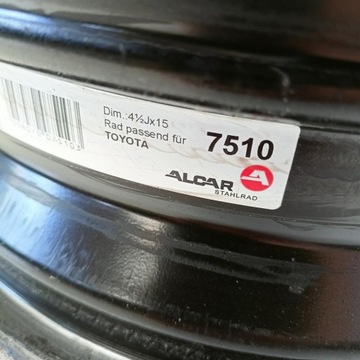 Dim.:4½Jx15
Rad passend für
TOYOTA
7510
ALCAR
STAHLRAD